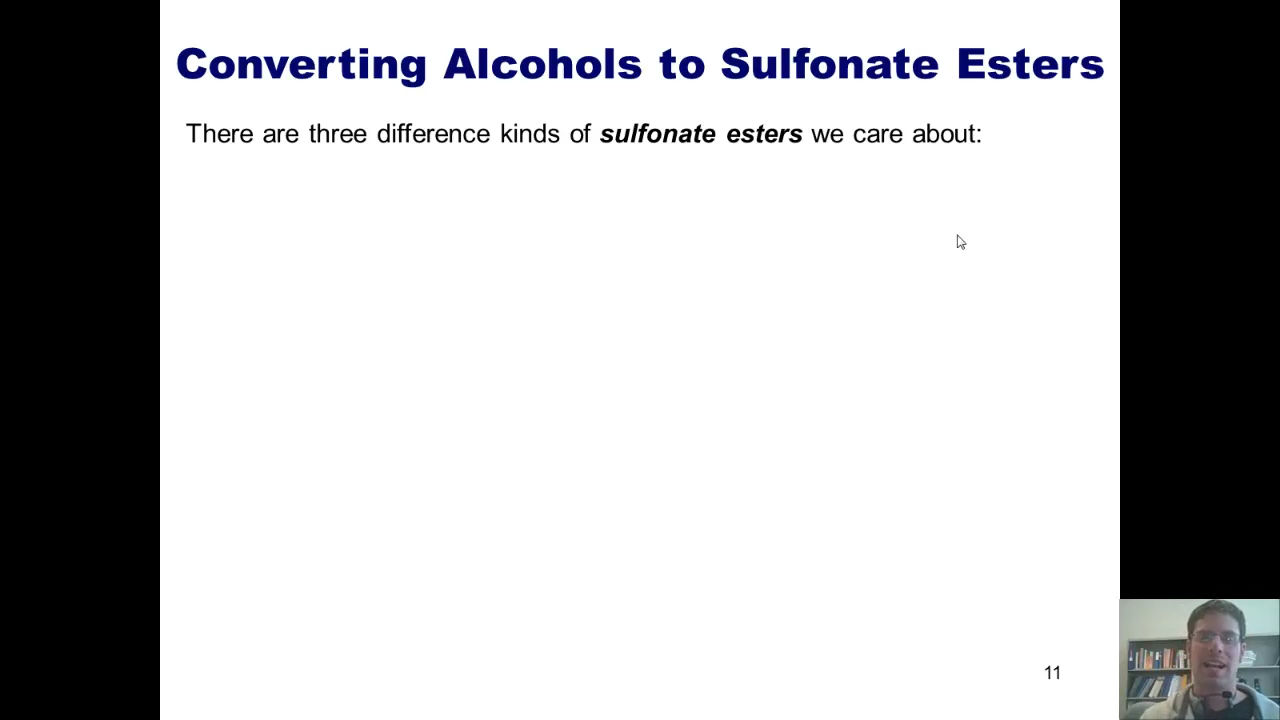 Converting Alcohols to Sulfonate Esters
There are three difference kinds of sulfonate esters we care about:
11